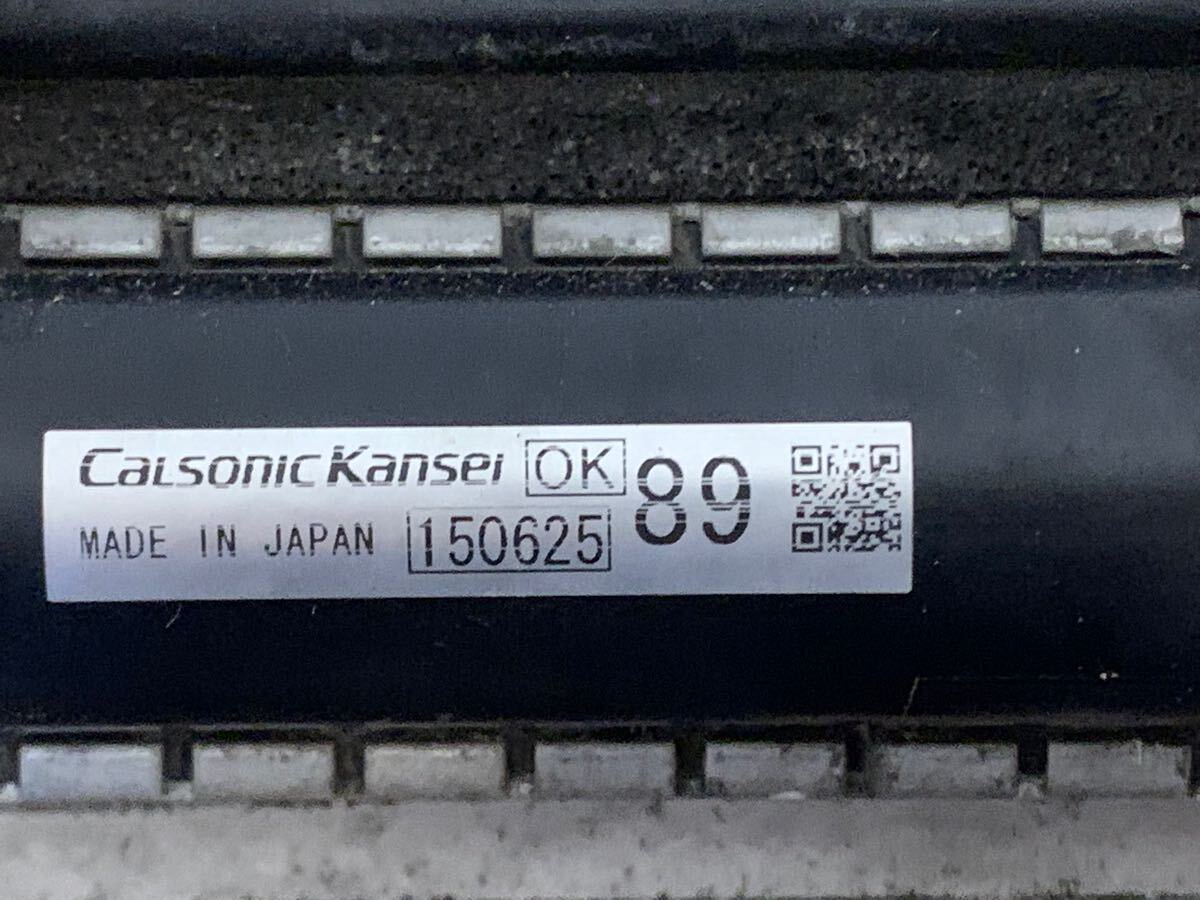 Calsonic Kansei OK 89
MADE IN JAPAN 150625